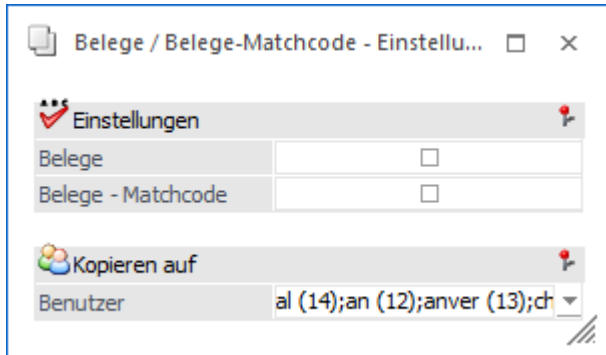 Belege / Belege-Matchcode - Einstellu...
Einstellungen
Belege
Belege - Matchcode
Kopieren auf
Benutzer al (14);an (12);anver (13);ch